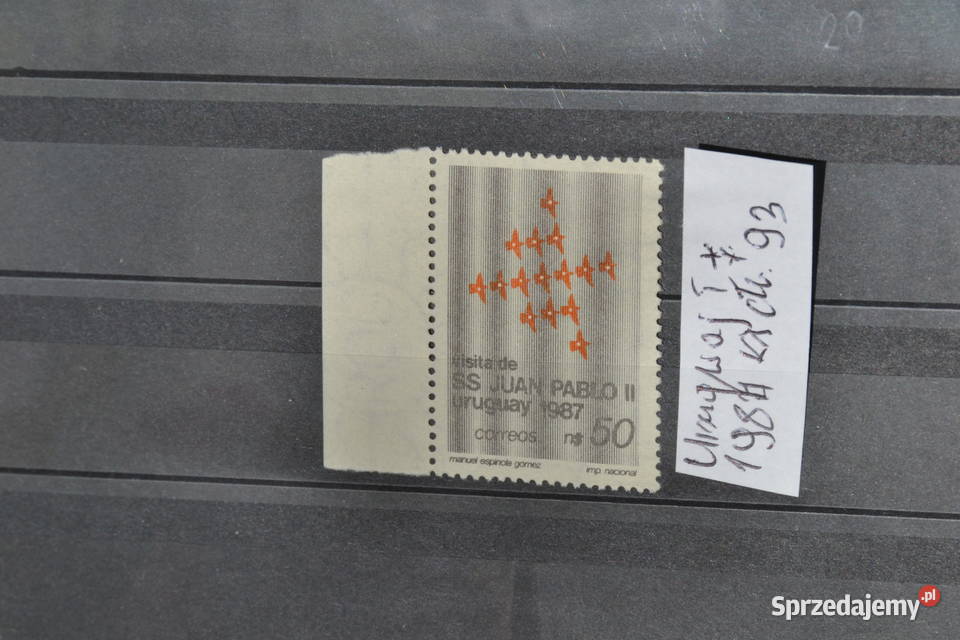 20
visita de
SS JUAN PABLO II
uruguay 1987
correos N$ 50
manuel espinola gomez imp. nacional
Urugwaj I **
93
Sprzedajemy.pl